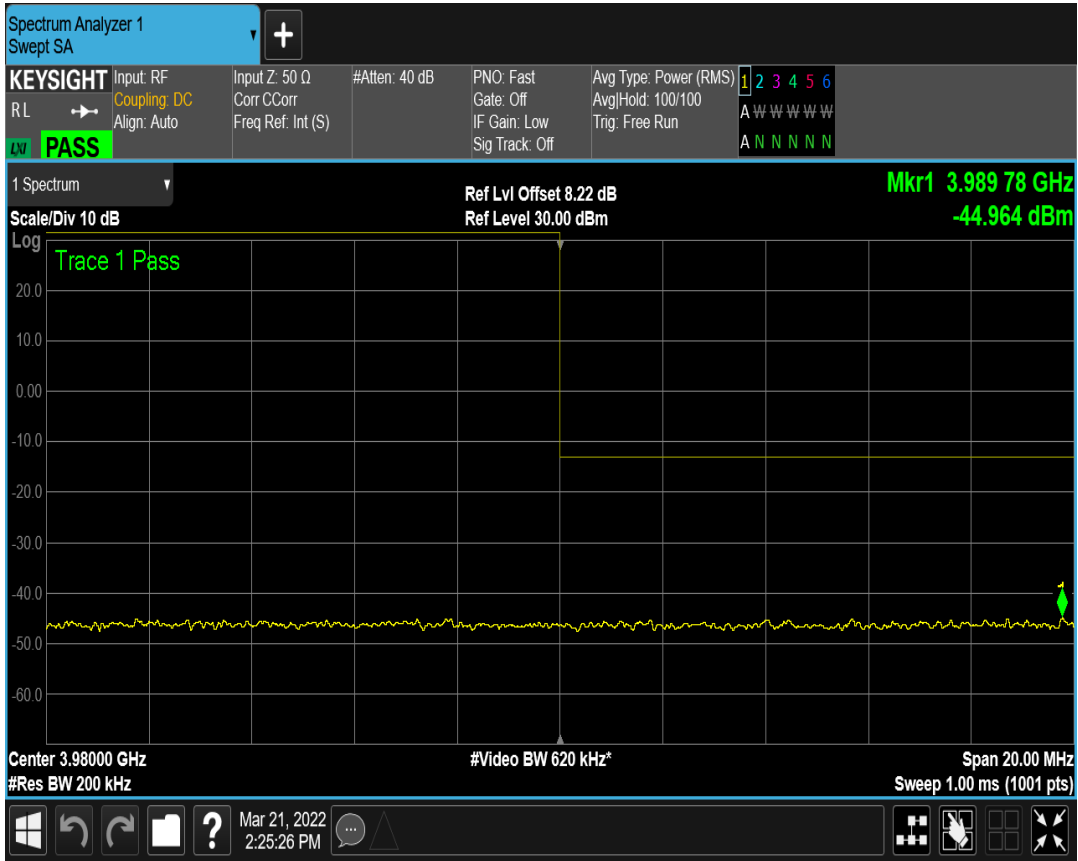 Spectrum Analyzer 1
Swept SA
+
KEYSIGHT
RL
LXI PASS
Input: RF
Coupling: DC
Align: Auto
Input Z: 50 Ω
Corr CCorr
Freq Ref: Int (S)
#Atten: 40 dB
PNO: Fast
Gate: Off
IF Gain: Low
Sig Track: Off
Avg Type: Power (RMS)
Avg|Hold: 100/100
Trig: Free Run
1 2 3 4 5 6
A W W W W W
A N N N N N
1 Spectrum
Scale/Div 10 dB
Ref Lvl Offset 8.22 dB
Ref Level 30.00 dBm
Mkr1 3.989 78 GHz
-44.964 dBm
Log
Trace 1 Pass
20.0
10.0
0.00
-10.0
-20.0
-30.0
-40.0
-50.0
-60.0
1
Center 3.98000 GHz
#Res BW 200 kHz
#Video BW 620 kHz*
Span 20.00 MHz
Sweep 1.00 ms (1001 pts)
?
Mar 21, 2022
2:25:26 PM